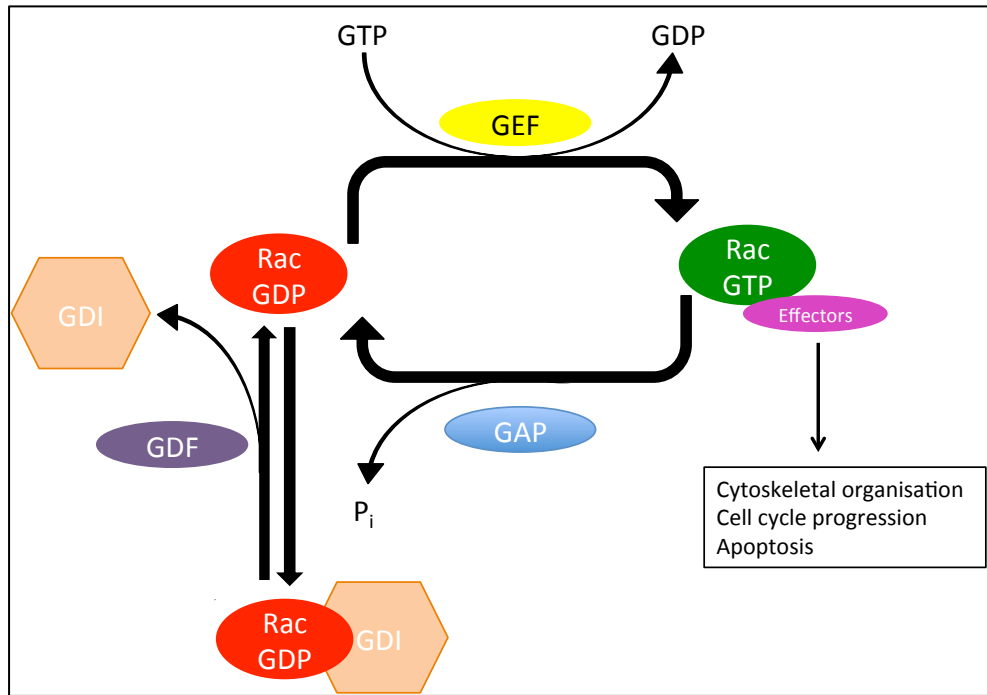 GTP
GDP
GEF
Rac
GDP
Rac
GTP
Effectors
GDI
GDF
GAP
Pi
Cytoskeletal organisation
Cell cycle progression
Apoptosis
Rac
GDP
GDI